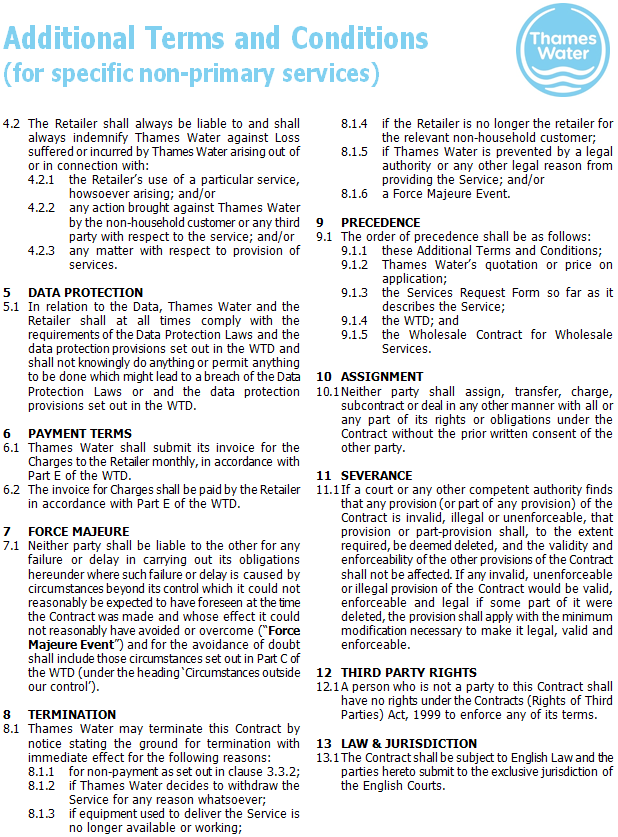 Additional Terms and Conditions
(for specific non-primary services)
Thames
Water
4.2 The Retailer shall always be liable to and shall
always indemnify Thames Water against Loss
suffered or incurred by Thames Water arising out of
or in connection with:
4.2.1 the Retailer's use of a particular service,
howsoever arising; and/or
4.2.2 any action brought against Thames Water
by the non-household customer or any third
party with respect to the service; and/or
4.2.3 any matter with respect to provision of
services.
5 DATA PROTECTION
5.1 In relation to the Data, Thames Water and the
Retailer shall at all times comply with the
requirements of the Data Protection Laws and the
data protection provisions set out in the WTD and
shall not knowingly do anything or permit anything
to be done which might lead to a breach of the Data
Protection Laws or and the data protection
provisions set out in the WTD.
6 PAYMENT TERMS
6.1 Thames Water shall submit its invoice for the
Charges to the Retailer monthly, in accordance with
Part E of the WTD.
6.2 The invoice for Charges shall be paid by the Retailer
in accordance with Part E of the WTD.
7 FORCE MAJEURE
7.1 Neither party shall be liable to the other for any
failure or delay in carrying out its obligations
hereunder where such failure or delay is caused by
circumstances beyond its control which it could not
reasonably be expected to have foreseen at the time
the Contract was made and whose effect it could
not reasonably have avoided or overcome ("Force
Majeure Event") and for the avoidance of doubt
shall include those circumstances set out in Part C of
the WTD (under the heading 'Circumstances outside
our control').
8 TERMINATION
8.1 Thames Water may terminate this Contract by
notice stating the ground for termination with
immediate effect for the following reasons:
8.1.1 for non-payment as set out in clause 3.3.2;
8.1.2 if Thames Water decides to withdraw the
Service for any reason whatsoever;
8.1.3 if equipment used to deliver the Service is
no longer available or working;
8.1.4 if the Retailer is no longer the retailer for
the relevant non-household customer;
8.1.5 if Thames Water is prevented by a legal
authority or any other legal reason from
providing the Service; and/or
8.1.6 a Force Majeure Event.
9 PRECEDENCE
9.1 The order of precedence shall be as follows:
9.1.1 these Additional Terms and Conditions;
9.1.2 Thames Water's quotation or price on
application;
9.1.3 the Services Request Form so far as it
describes the Service;
9.1.4 the WTD; and
9.1.5 the Wholesale Contract for Wholesale
Services.
10 ASSIGNMENT
10.1 Neither party shall assign, transfer, charge,
subcontract or deal in any other manner with all or
any part of its rights or obligations under the
Contract without the prior written consent of the
other party.
11 SEVERANCE
11.1 If a court or any other competent authority finds
that any provision (or part of any provision) of the
Contract is invalid, illegal or unenforceable, that
provision or part-provision shall, to the extent
required, be deemed deleted, and the validity and
enforceability of the other provisions of the Contract
shall not be affected. If any invalid, unenforceable
or illegal provision of the Contract would be valid,
enforceable and legal if some part of it were
deleted, the provision shall apply with the minimum
modification necessary to make it legal, valid and
enforceable.
12 THIRD PARTY RIGHTS
12.1 A person who is not a party to this Contract shall
have no rights under the Contracts (Rights of Third
Parties) Act, 1999 to enforce any of its terms.
13 LAW & JURISDICTION
13.1 The Contract shall be subject to English Law and the
parties hereto submit to the exclusive jurisdiction of
the English Courts.